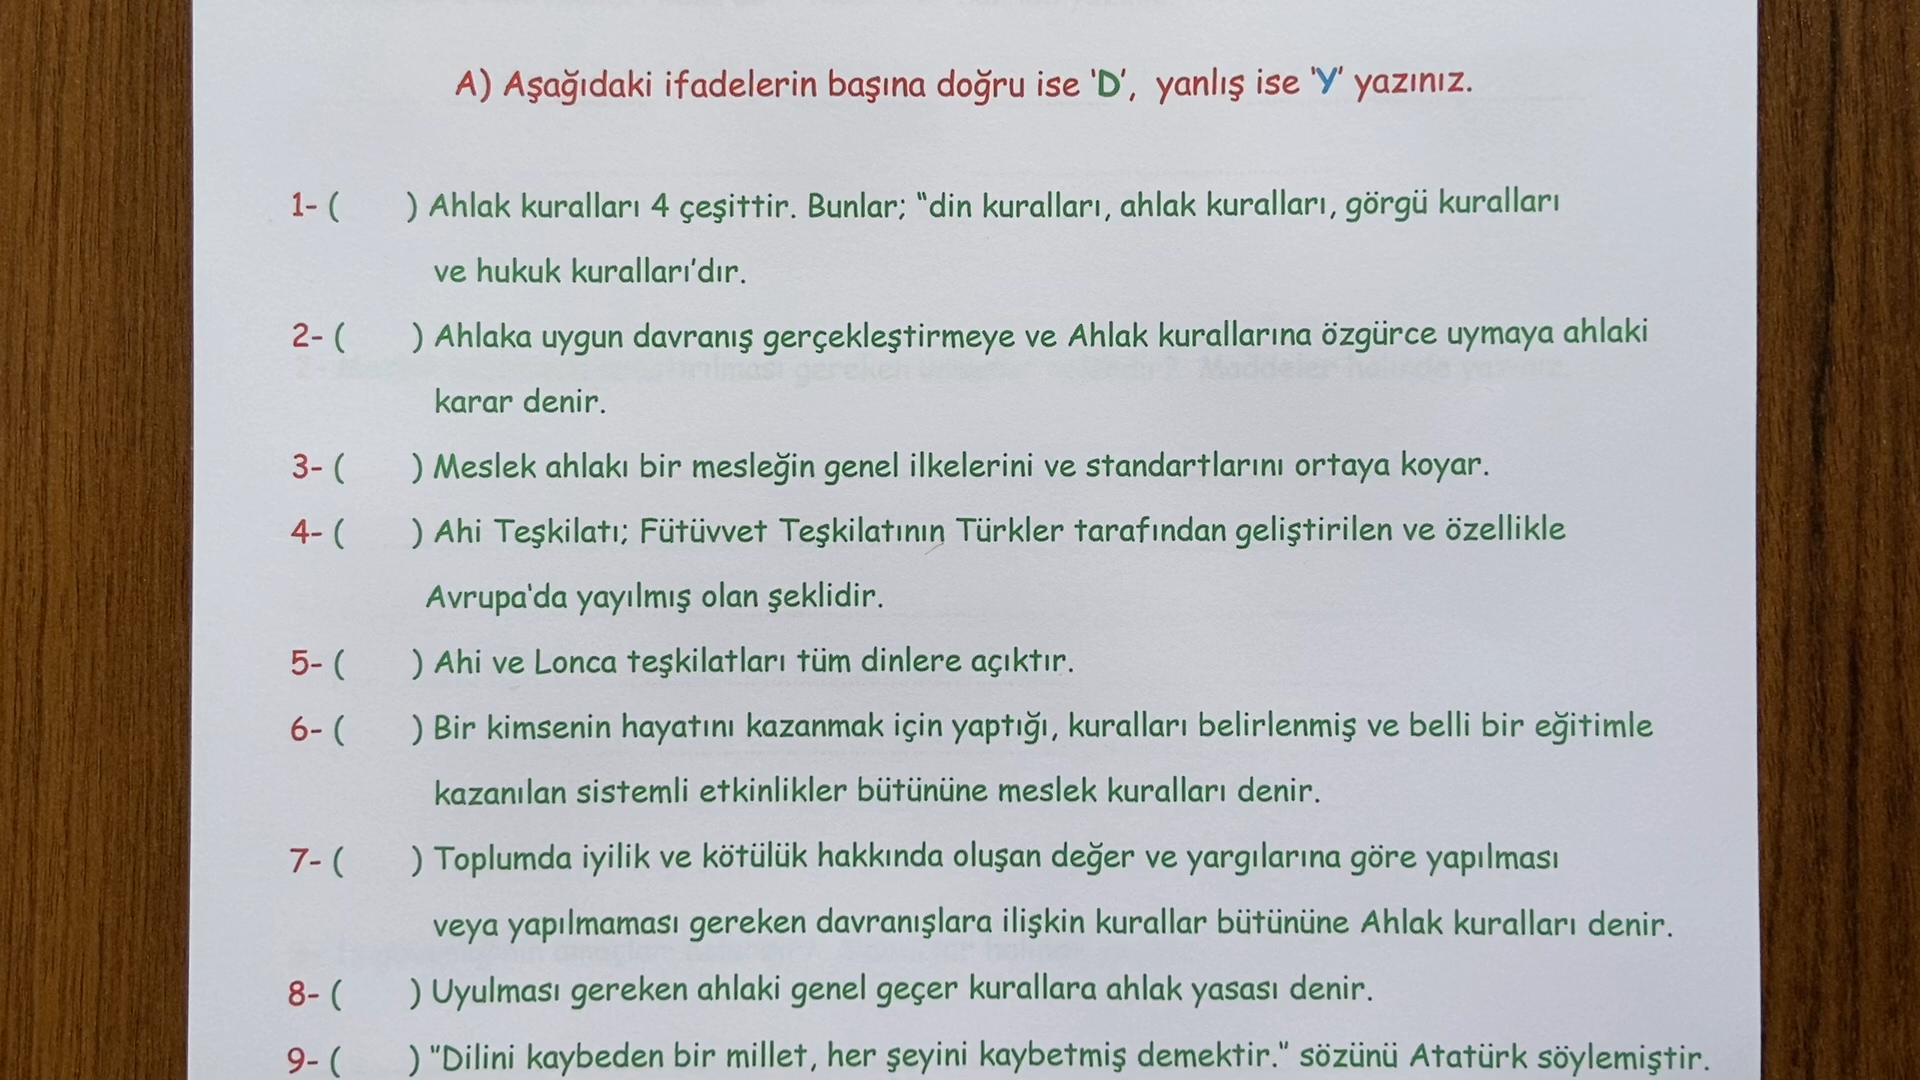 A) Aşağıdaki ifadelerin başına doğru ise 'D', yanlış ise 'Y' yazınız.
1- ( ) Ahlak kuralları 4 çeşittir. Bunlar; "din kuralları, ahlak kuralları, görgü kuralları
ve hukuk kuralları'dır.
2- ( ) Ahlaka uygun davranış gerçekleştirmeye ve Ahlak kurallarına özgürce uymaya ahlaki
karar denir.
3- ( ) Meslek ahlakı bir mesleğin genel ilkelerini ve standartlarını ortaya koyar.
4- ( ) Ahi Teşkilatı; Fütüvvet Teşkilatının Türkler tarafından geliştirilen ve özellikle
Avrupa'da yayılmış olan şeklidir.
5- ( ) Ahi ve Lonca teşkilatları tüm dinlere açıktır.
6- ( ) Bir kimsenin hayatını kazanmak için yaptığı, kuralları belirlenmiş ve belli bir eğitimle
kazanılan sistemli etkinlikler bütününe meslek kuralları denir.
7- ( ) Toplumda iyilik ve kötülük hakkında oluşan değer ve yargılarına göre yapılması
veya yapılmaması gereken davranışlara ilişkin kurallar bütününe Ahlak kuralları denir.
8- ( ) Uyulması gereken ahlaki genel geçer kurallara ahlak yasası denir.
9- ( ) "Dilini kaybeden bir millet, her şeyini kaybetmiş demektir." sözünü Atatürk söylemiştir.